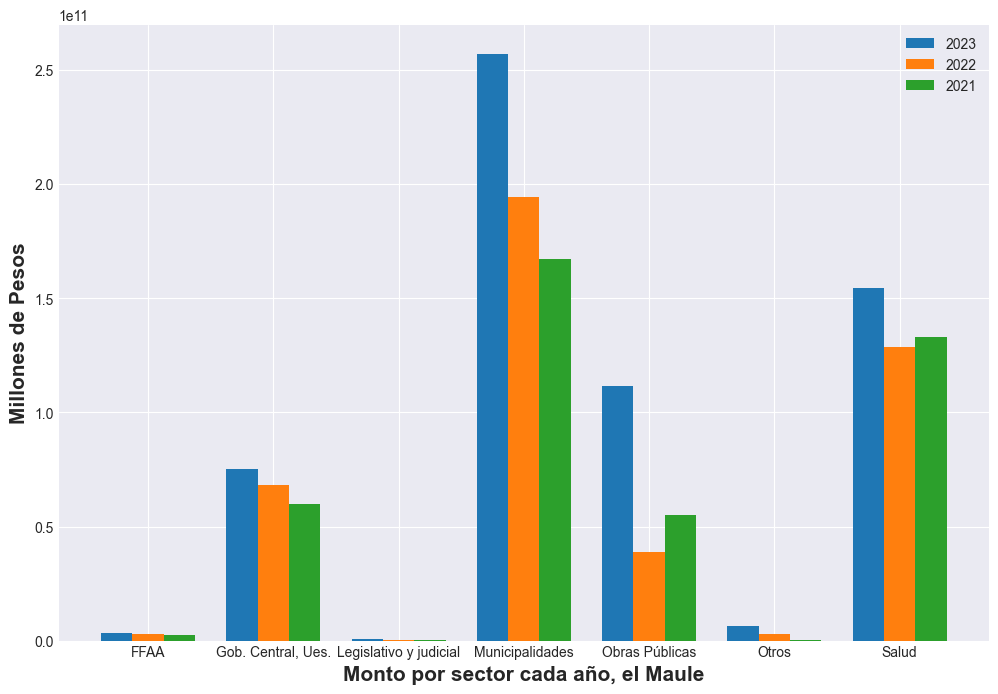 1e11
2023
2022
2021
2.5
2.0
1.5
1.0
0.5
0.0
Millones de Pesos
FFAA
Gob. Central, Ues.
Legislativo y judicial
Municipalidades
Obras Públicas
Otros
Salud
Monto por sector cada año, el Maule